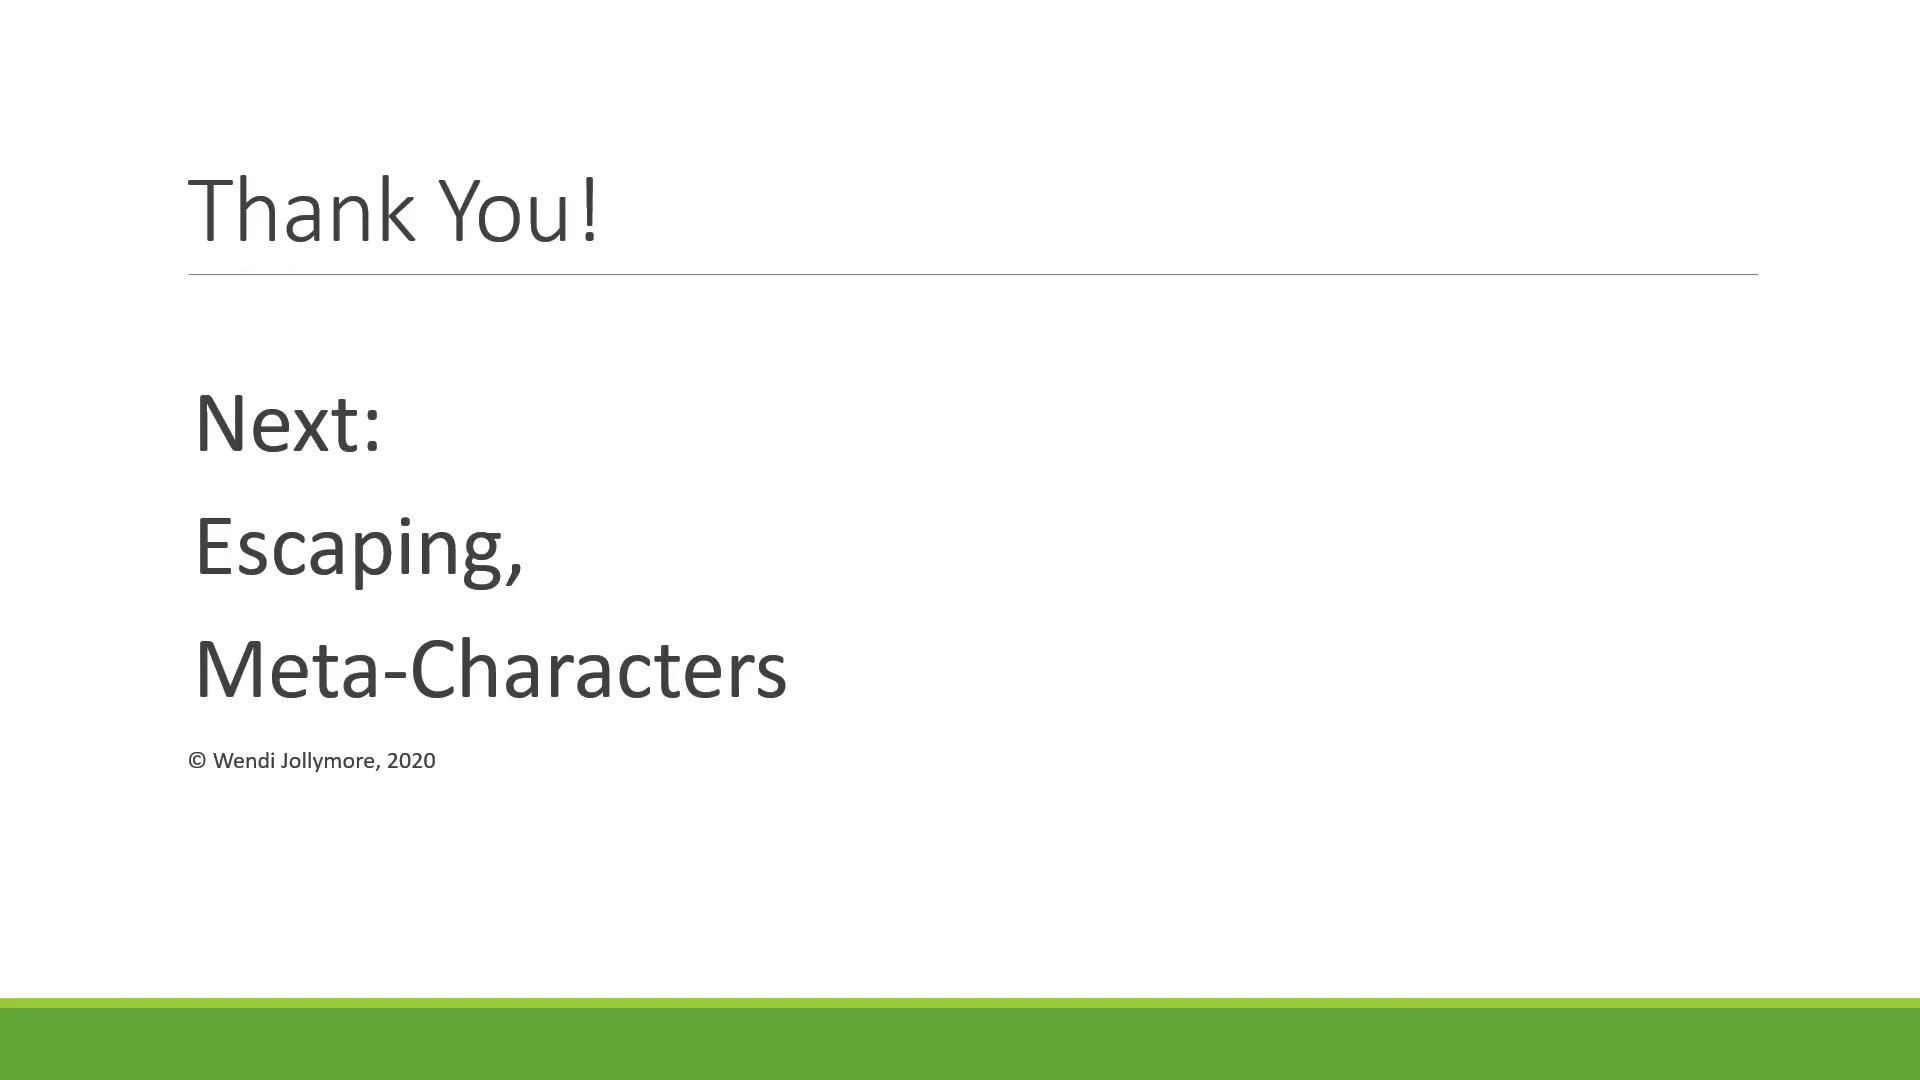 Thank You!
Next:
Escaping,
Meta-Characters
© Wendi Jollymore, 2020